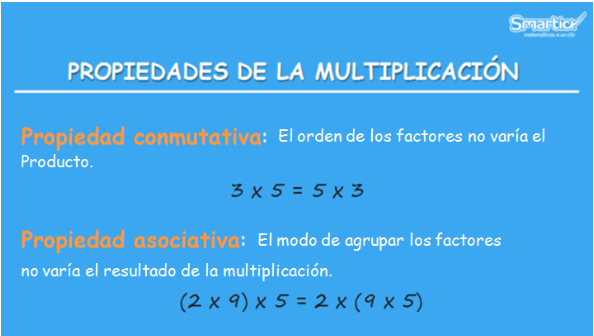 Smartick
matemáticas a un clic
PROPIEDADES DE LA MULTIPLICACIÓN
Propiedad conmutativa: El orden de los factores no varía el
Producto.
3 x 5 = 5 x 3
Propiedad asociativa: El modo de agrupar los factores
no varía el resultado de la multiplicación.
(2 x 9) x 5 = 2 x (9 x 5)